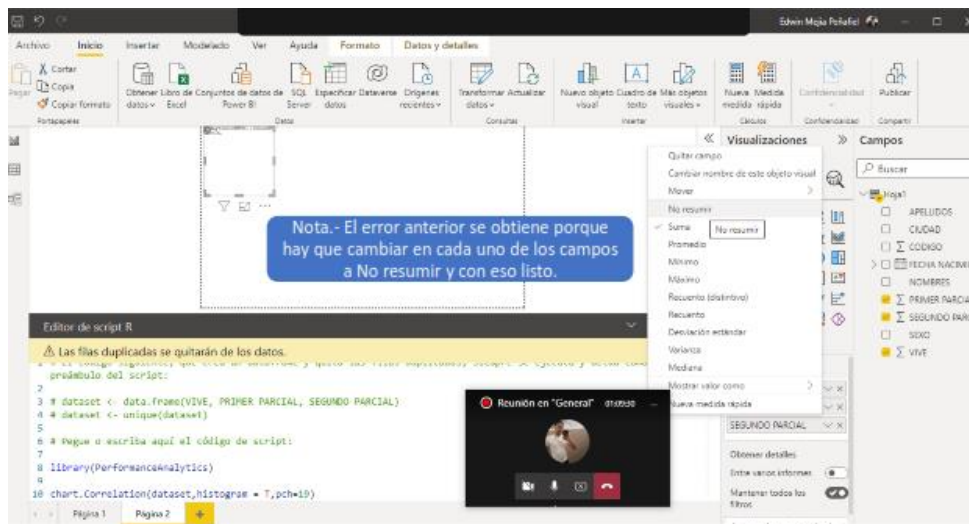 Edwin Mejia Peñafiel
Archivo Inicio Insertar Modelado Ver Ayuda Formato Datos y detalles
Cortar
Copia
Copiar formato
Pegar
Obtener datos
Libro de Excel
Conjuntos de datos de Power BI
SQL Server
Especificar datos
Dataverse
Orígenes recientes
Transformar datos
Actualizar
Nuevo objeto visual
Cuadro de texto
Más objetos visuales
Nueva medida
Medida rápida
Confidencialidad
Publicar
Portapapeles
Datos
Consultas
Insertar
Cálculos
Confidencialidad
Compartir
Nota.- El error anterior se obtiene porque
hay que cambiar en cada uno de los campos
a No resumir y con eso listo.
Quitar campo
Cambiar nombre de este objeto visual
Mover
No resumir
Suma
No resumir
Promedio
Mínimo
Máximo
Recuento (distintivo)
Recuento
Desviación estándar
Varianza
Mediana
Mostrar valor como
Nueva medida rápida
Visualizaciones
SEGUNDO PARCIAL
Obtener detalles
Entre varios informes
Mantener todos los
filtros
Campos
Buscar
Hoja1
APELLIDOS
CIUDAD
CODIGO
FECHA NACIMI
NOMBRES
PRIMER PARCIA
SEGUNDO PAR
SEXO
VIVE
Editor de script R
Las filas duplicadas se quitarán de los datos.
preámbulo del script:
2
3 # dataset <- data.frame(VIVE, PRIMER PARCIAL, SEGUNDO PARCIAL)
4 # dataset <- unique(dataset)
5
6 # Pegue o escriba aquí el código de script:
7
8 library(PerformanceAnalytics)
9
10 chart.Correlation(dataset,histogram = T,pch=19)
Reunión en "General"
Página 1 Página 2 +